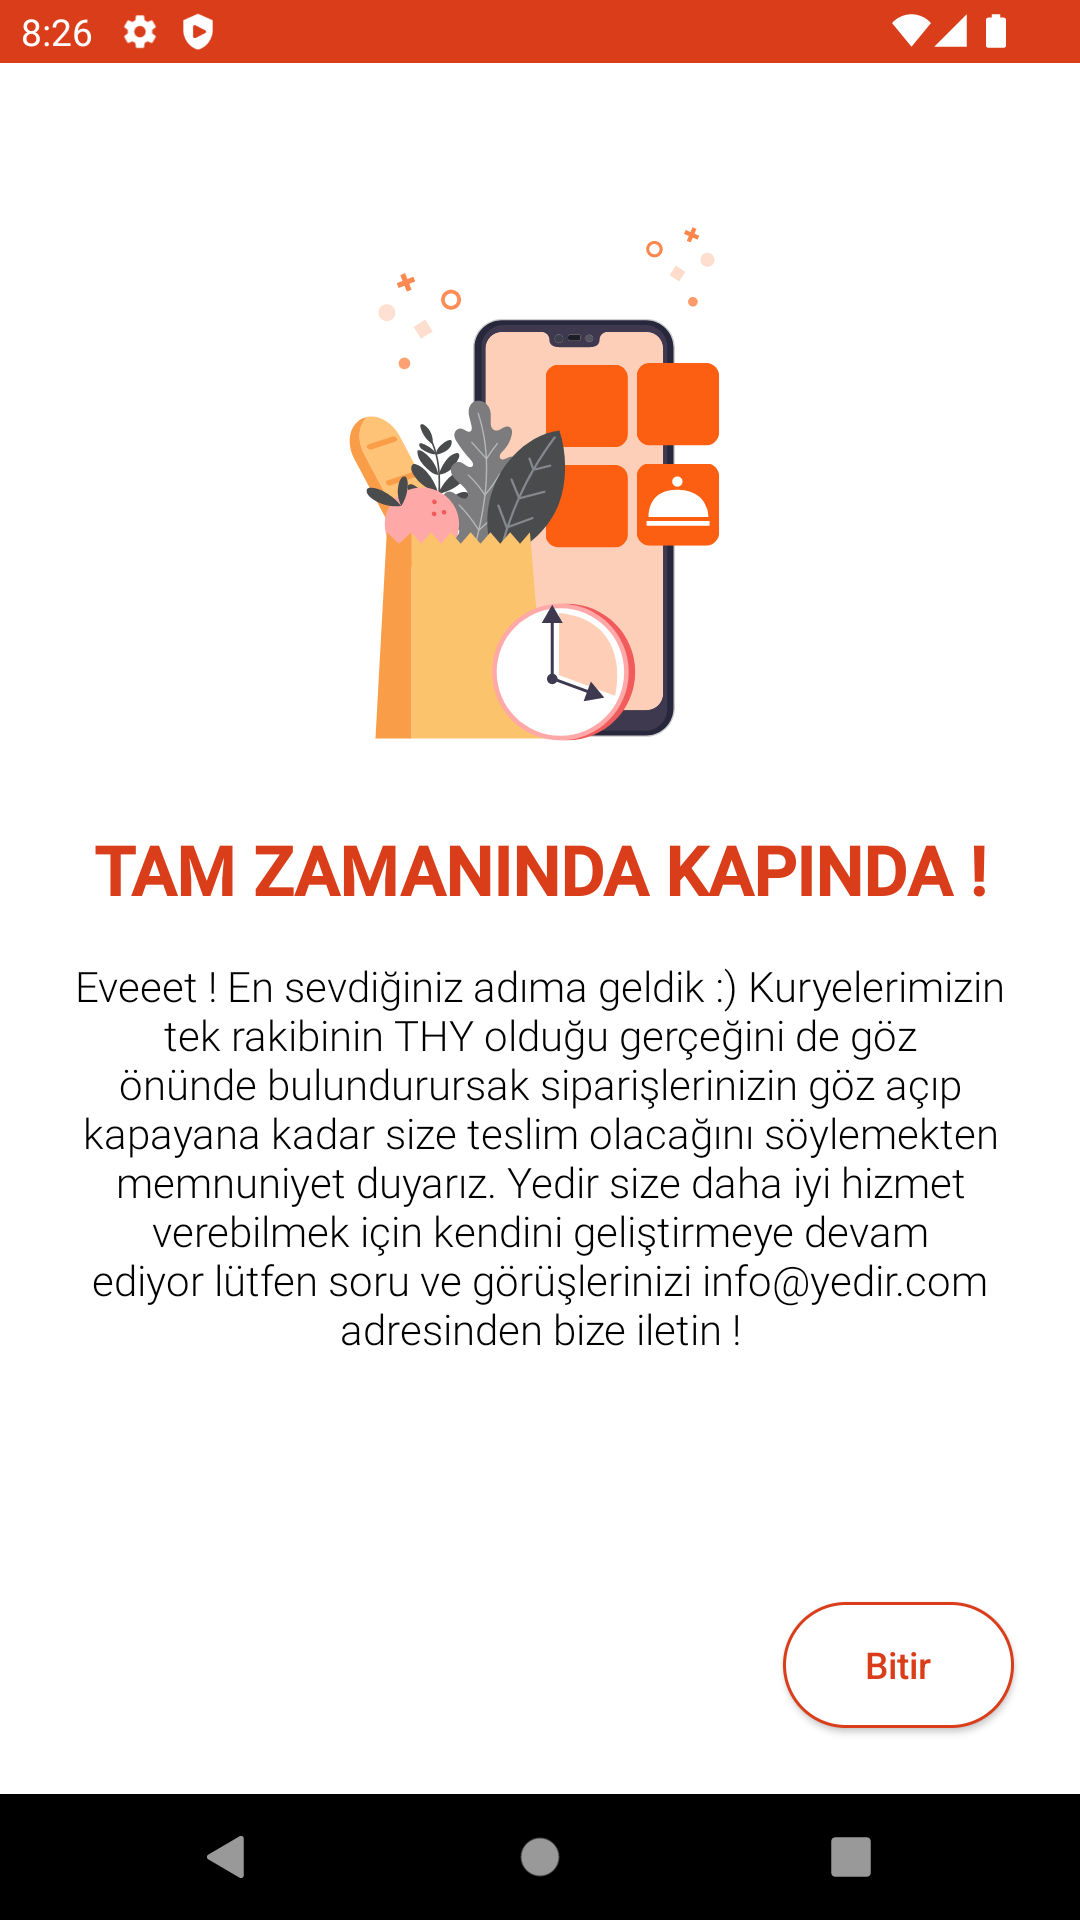 8:26
TAM ZAMANINDA KAPINDA !
Eveeet ! En sevdiğiniz adıma geldik :) Kuryelerimizin
tek rakibinin THY olduğu gerçeğini de göz
önünde bulundurursak siparişlerinizin göz açıp
kapayana kadar size teslim olacağını söylemekten
memnuniyet duyarız. Yedir size daha iyi hizmet
verebilmek için kendini geliştirmeye devam
ediyor lütfen soru ve görüşlerinizi info@yedir.com
adresinden bize iletin !
Bitir